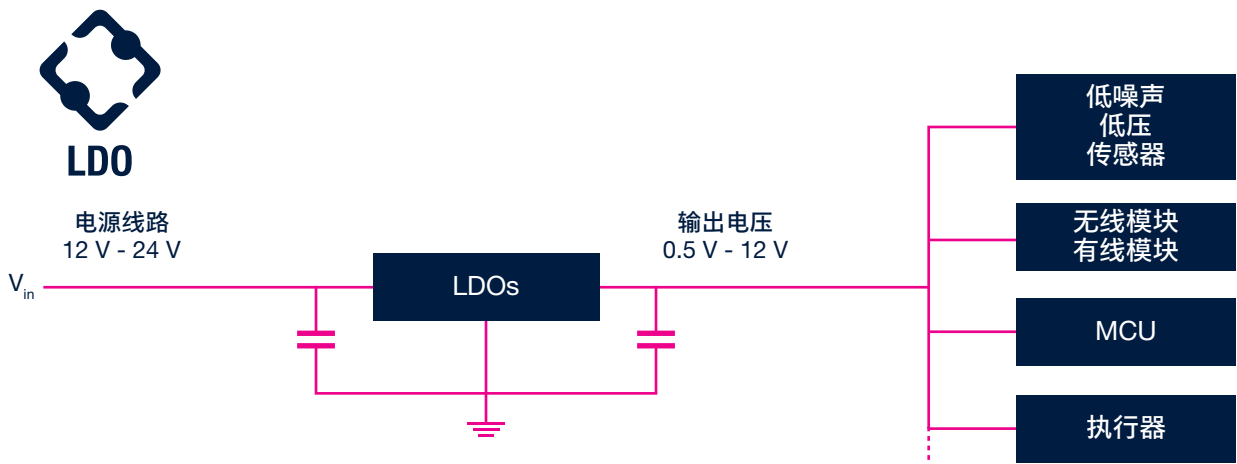 LDO
电源线路
12 V - 24 V
Vin
LDOs
输出电压
0.5 V - 12 V
低噪声
低压
传感器
无线模块
有线模块
MCU
执行器